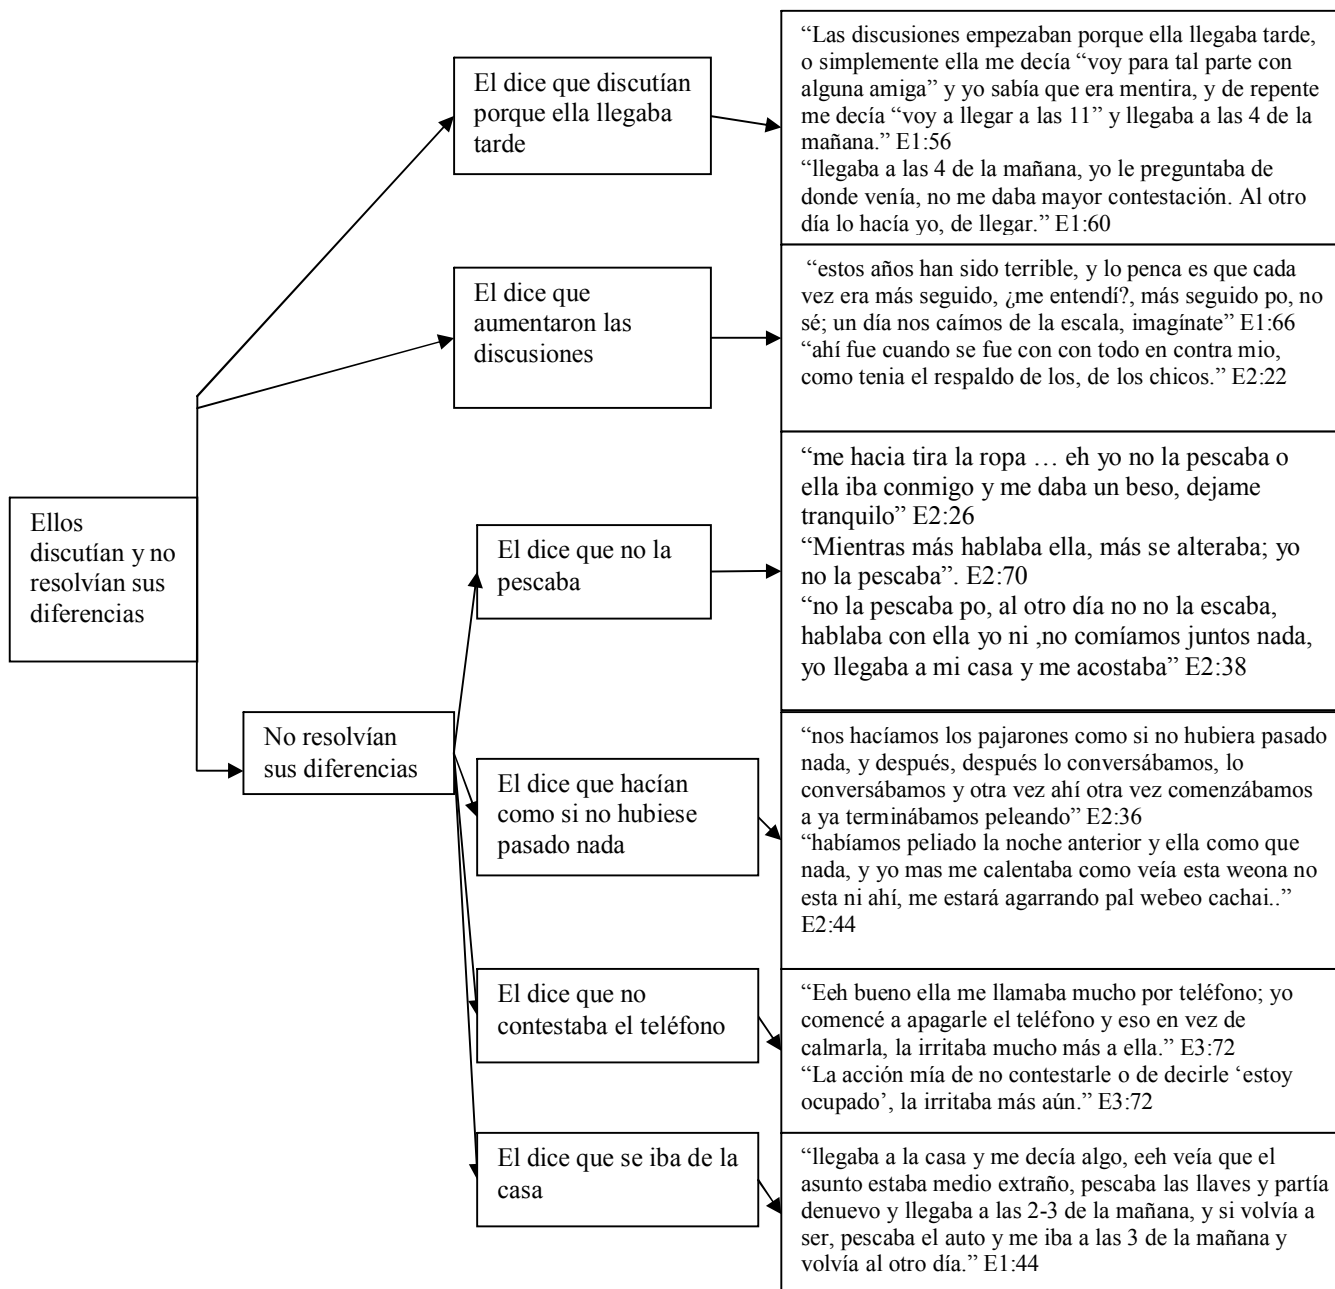 Ellos
discutían y no
resolvían sus
diferencias
El dice que discutían
porque ella llegaba
tarde
“Las discusiones empezaban porque ella llegaba tarde,
o simplemente ella me decía “voy para tal parte con
alguna amiga” y yo sabía que era mentira, y de repente
me decía “voy a llegar a las 11” y llegaba a las 4 de la
mañana.” E1:56
“llegaba a las 4 de la mañana, yo le preguntaba de
donde venía, no me daba mayor contestación. Al otro
día lo hacía yo, de llegar.” E1:60
El dice que
aumentaron las
discusiones
“estos años han sido terrible, y lo penca es que cada
vez era más seguido, ¿me entendí?, más seguido po, no
sé; un día nos caímos de la escala, imagínate” E1:66
“ahí fue cuando se fue con con todo en contra mio,
como tenia el respaldo de los, de los chicos.” E2:22
No resolvían
sus diferencias
El dice que no la
pescaba
“me hacia tira la ropa … eh yo no la pescaba o
ella iba conmigo y me daba un beso, dejame
tranquilo” E2:26
“Mientras más hablaba ella, más se alteraba; yo
no la pescaba”. E2:70
“no la pescaba po, al otro día no no la escaba,
hablaba con ella yo ni ,no comíamos juntos nada,
yo llegaba a mi casa y me acostaba” E2:38
El dice que hacían
como si no hubiese
pasado nada
“nos hacíamos los pajarones como si no hubiera pasado
nada, y después, después lo conversábamos, lo
conversábamos y otra vez ahí otra vez comenzábamos
a ya terminábamos peleando” E2:36
“habíamos peliado la noche anterior y ella como que
nada, y yo mas me calentaba como veía esta weona no
esta ni ahí, me estará agarrando pal webeo cachai..”
E2:44
El dice que no
contestaba el teléfono
“Eeh bueno ella me llamaba mucho por teléfono; yo
comencé a apagarle el teléfono y eso en vez de
calmarla, la irritaba mucho más a ella.” E3:72
“La acción mía de no contestarle o de decirle ‘estoy
ocupado’, la irritaba más aún.” E3:72
El dice que se iba de la
casa
“llegaba a la casa y me decía algo, eeh veía que el
asunto estaba medio extraño, pescaba las llaves y partía
denuevo y llegaba a las 2-3 de la mañana, y si volvía a
ser, pescaba el auto y me iba a las 3 de la mañana y
volvía al otro día.” E1:44